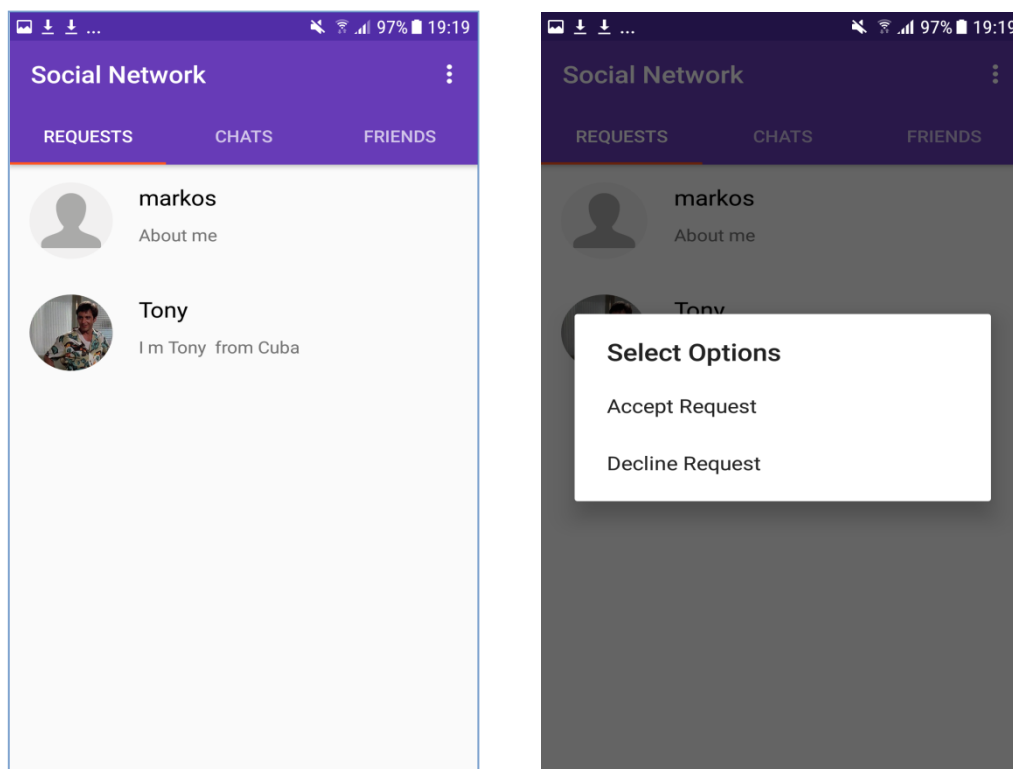 ... 97% 19:19
Social Network
REQUESTS CHATS FRIENDS
markos
About me
Tony
I m Tony  from Cuba
... 97% 19:19
Social Network
REQUESTS CHATS FRIENDS
markos
About me
Tony
Select Options
Accept Request
Decline Request